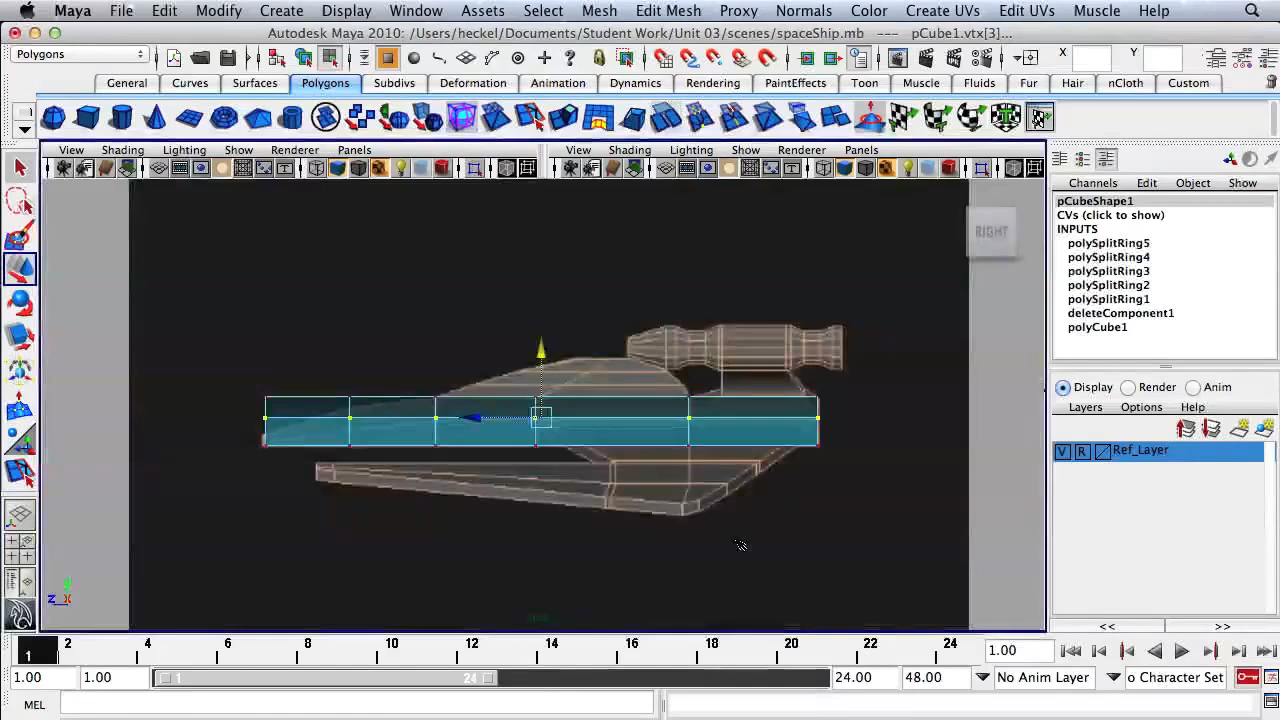 Maya File Edit Modify Create Display Window Assets Select Mesh Edit Mesh Proxy Normals Color Create UVs Edit UVs Muscle Help
Autodesk Maya 2010: /Users/heckel/Documents/Student Work/Unit 03/scenes/spaceShip.mb --- pCube1.vtx[3]...
Polygons X Y
General Curves Surfaces Polygons Subdivs Deformation Animation Dynamics Rendering PaintEffects Toon Muscle Fluids Fur Hair nCloth Custom
View Shading Lighting Show Renderer Panels View Shading Lighting Show Renderer Panels
Channels Edit Object Show
pCubeShape1
CVs (click to show)
INPUTS
polySplitRing5
polySplitRing4
polySplitRing3
polySplitRing2
polySplitRing1
deleteComponent1
polyCube1
RIGHT
Display Render Anim
Layers Options Help
V R Ref_Layer
y
z x
<< >>
1 2 4 6 8 10 12 14 16 18 20 22 24 1.00
1.00 1.00 1 24 24.00 48.00 No Anim Layer o Character Set
MEL